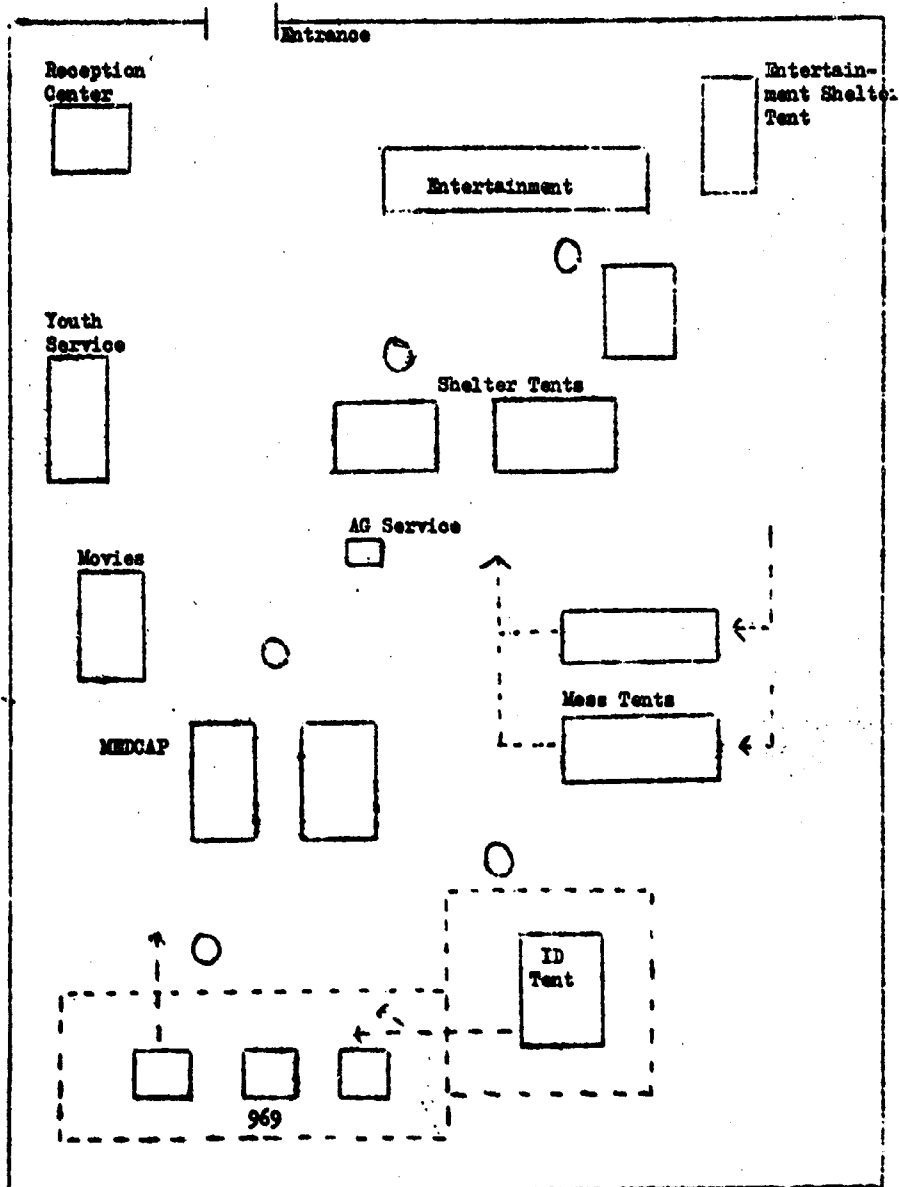 Entrance
Reception
Center
Entertain-
ment Shelter
Tent
Entertainment
Youth
Service
Shelter Tents
AG Service
Movies
Mess Tents
MEDCAP
ID
Tent
969